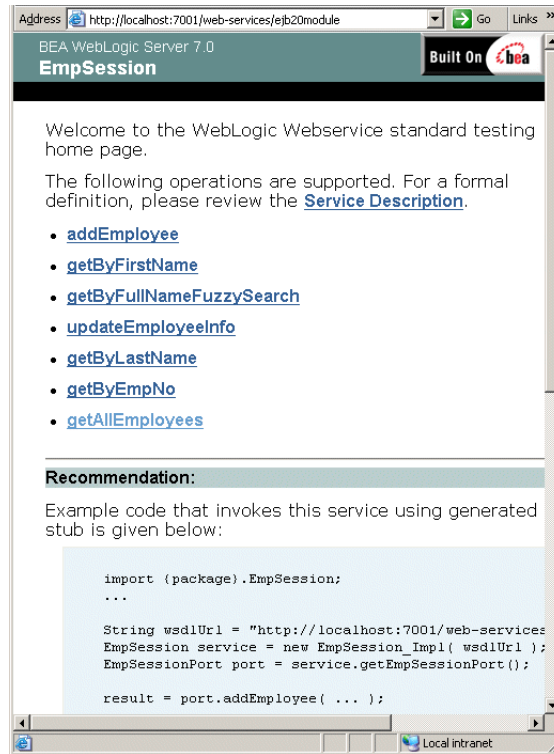 Address http://localhost:7001/web-services/ejb20module Go Links »
BEA WebLogic Server 7.0
EmpSession
Built On bea
Welcome to the WebLogic Webservice standard testing
home page.
The following operations are supported. For a formal
definition, please review the Service Description.
• addEmployee
• getByFirstName
• getByFullNameFuzzySearch
• updateEmployeeInfo
• getByLastName
• getByEmpNo
• getAllEmployees
Recommendation:
Example code that invokes this service using generated
stub is given below:
import {package}.EmpSession;
...
String wsdlUrl = "http://localhost:7001/web-services
EmpSession service = new EmpSession_Impl( wsdlUrl );
EmpSessionPort port = service.getEmpSessionPort();
result = port.addEmployee( ... );
Local intranet